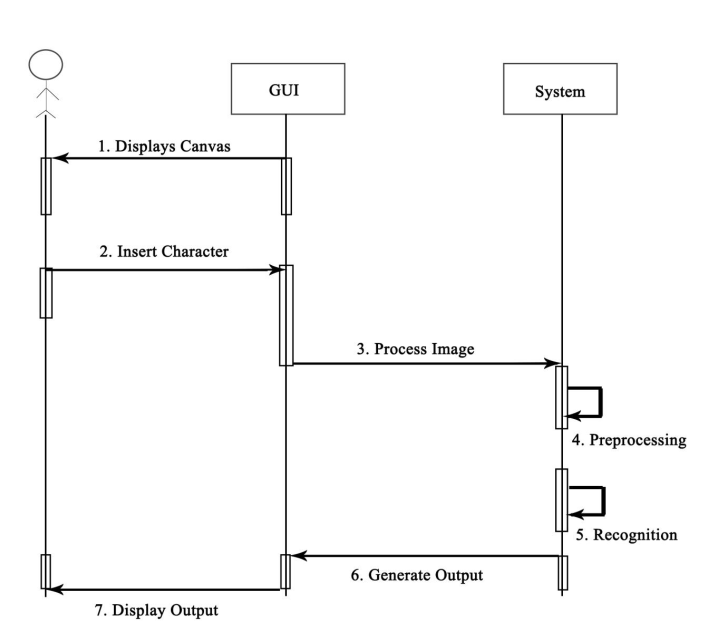 GUI
System
1. Displays Canvas
2. Insert Character
3. Process Image
4. Preprocessing
5. Recognition
6. Generate Output
7. Display Output